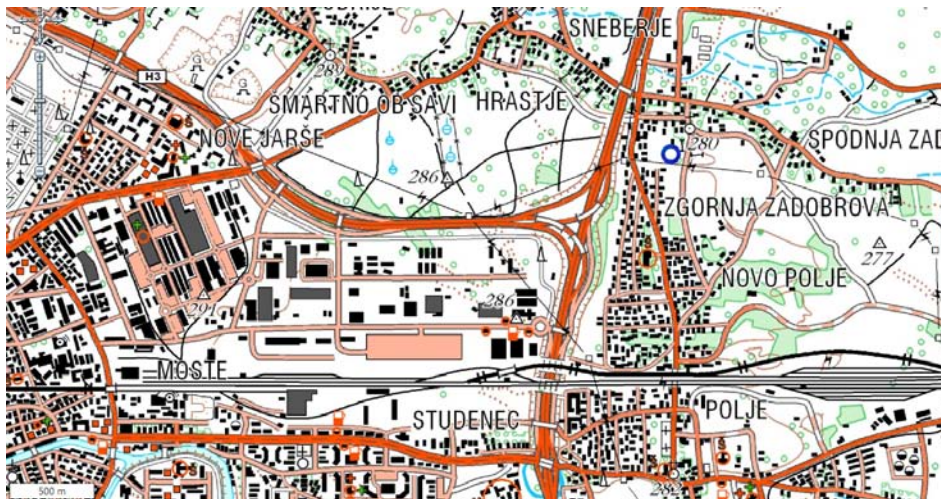 SNEBERJE
H3
280
ŠMARTNO OB SAVI
HRASTJE
NOVE JARŠE
280
SPODNJA ZAD
286
ZGORNJA ZADOBROVA
277
NOVO POLJE
291
286
MOSTE
STUDENEC
POLJE
282
500 m